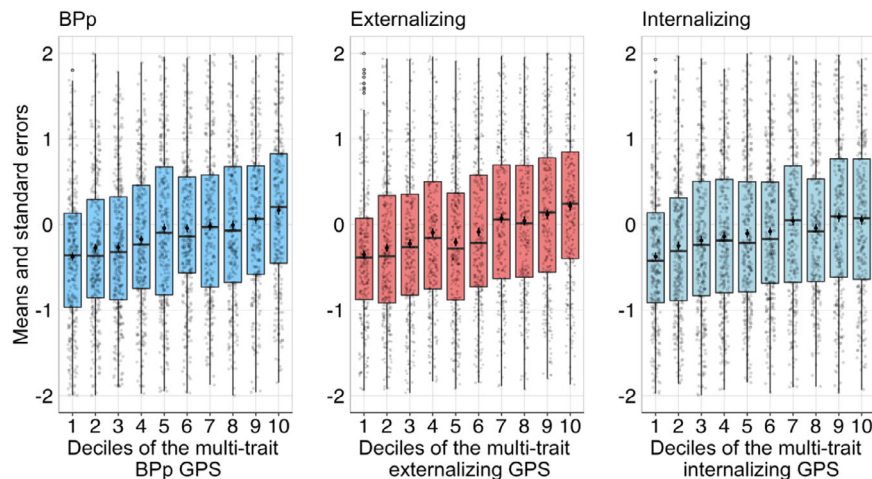 BPp
Externalizing
Internalizing
Means and standard errors
2
1
0
-1
-2
2
1
0
-1
-2
2
1
0
-1
-2
1 2 3 4 5 6 7 8 9 10
1 2 3 4 5 6 7 8 9 10
1 2 3 4 5 6 7 8 9 10
Deciles of the multi-trait
BPp GPS
Deciles of the multi-trait
externalizing GPS
Deciles of the multi-trait
internalizing GPS